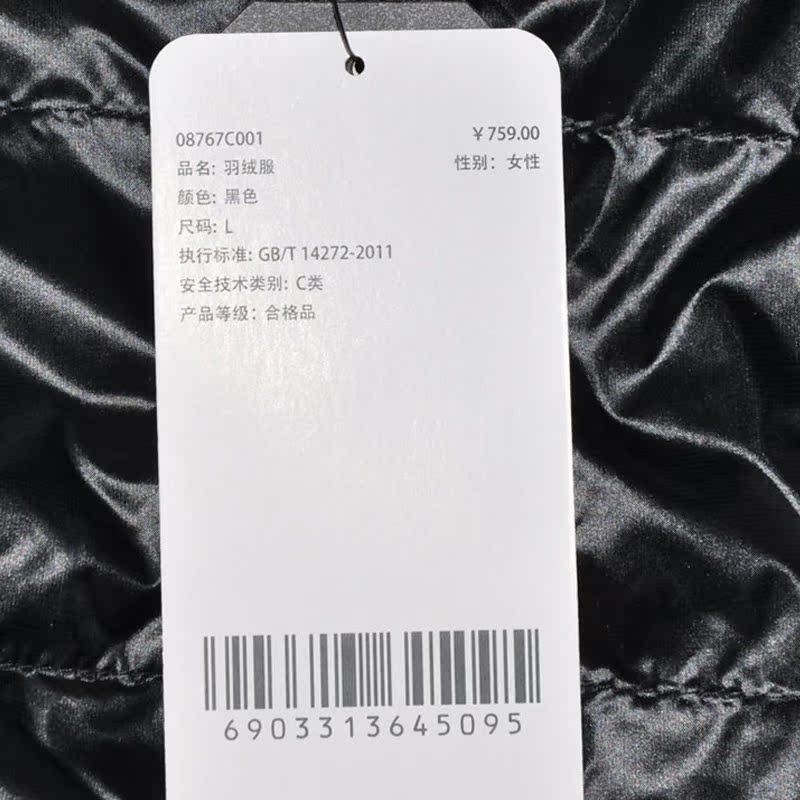 08767C001 ￥759.00
品名: 羽绒服 性别: 女性
颜色: 黑色
尺码: L
执行标准: GB/T 14272-2011
安全技术类别: C类
产品等级: 合格品
6903313645095